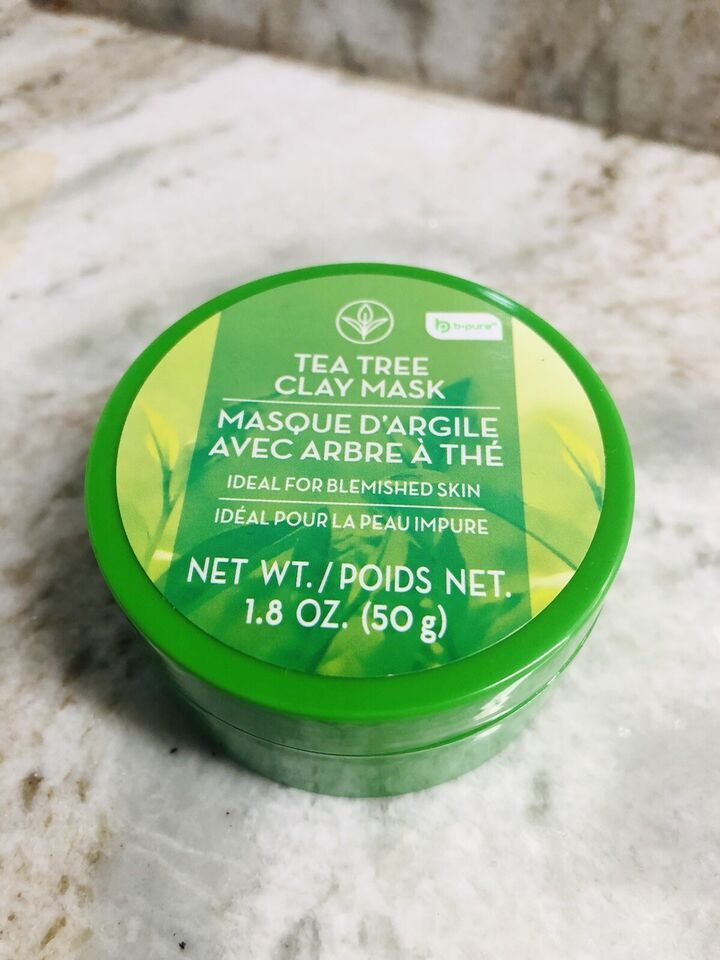 b·pure™
TEA TREE
CLAY MASK
MASQUE D'ARGILE
AVEC ARBRE À THÉ
IDEAL FOR BLEMISHED SKIN
IDÉAL POUR LA PEAU IMPURE
NET WT. / POIDS NET.
1.8 OZ. (50 g)